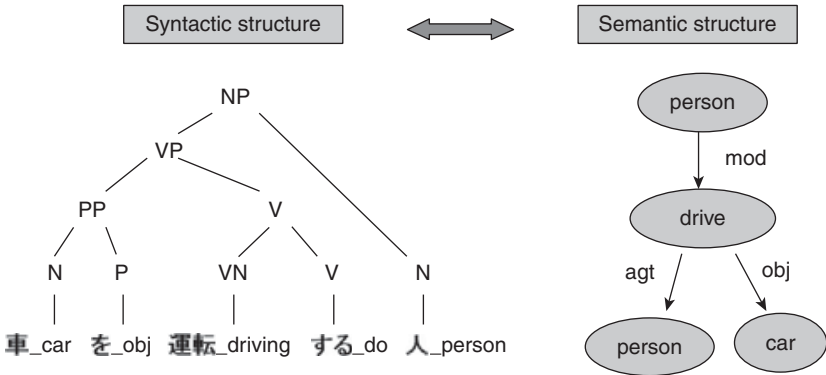 Syntactic structure
Semantic structure
NP
person
VP
mod
PP
V
drive
N
P
VN
V
N
agt
obj
車_car
を_obj
運転_driving
する_do
人_person
person
car